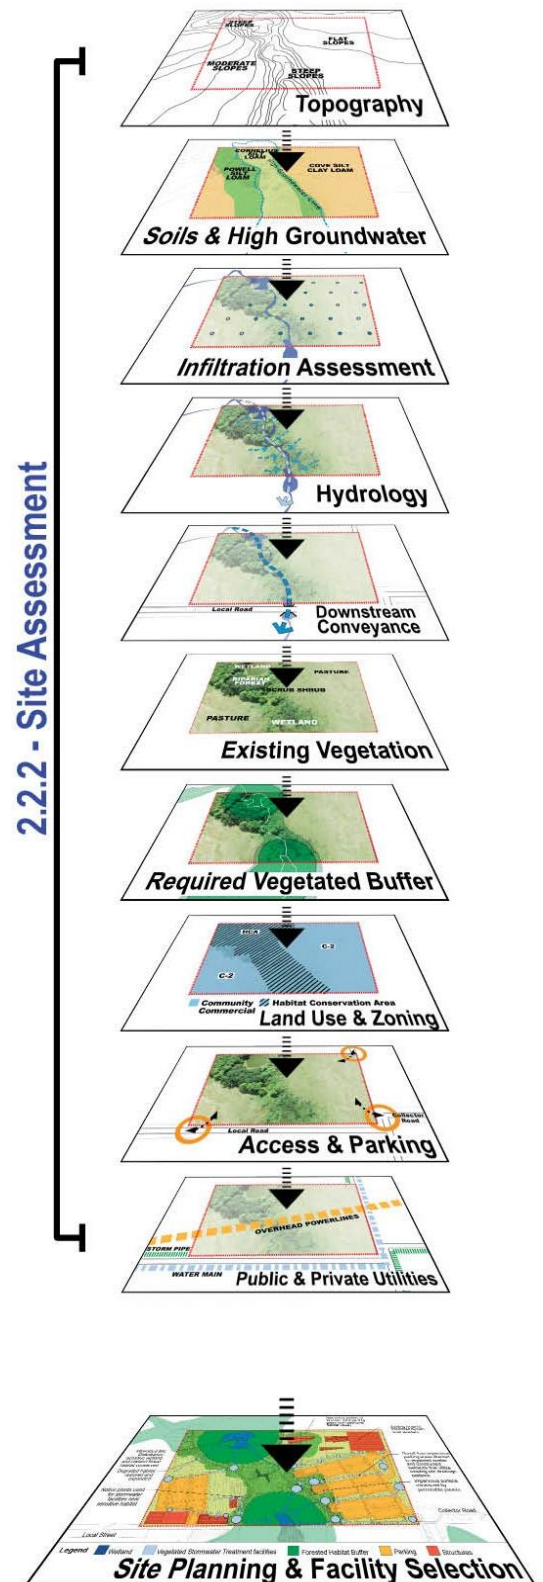 2.2.2 - Site Assessment
STEEP
SLOPES
FLAT
SLOPES
MODERATE
SLOPES
STEEP
SLOPES
Topography
CORNELIUS
SILT
LOAM
POWELL
SILT
LOAM
COVE SILT
CLAY LOAM
Soils & High Groundwater
Infiltration Assessment
Hydrology
Local Road
Downstream
Conveyance
WETLAND
RIPARIAN
FOREST
PASTURE
SCRUB SHRUB
PASTURE
WETLAND
Existing Vegetation
Required Vegetated Buffer
HCA
C-2
C-2
Community
Commercial
Habitat Conservation Area
Land Use & Zoning
Collector
Road
Local Road
Access & Parking
OVERHEAD POWERLINES
STORM PIPE
WATER MAIN
Public & Private Utilities
Collector Road
Local Street
Legend
Wetland
Vegetated Stormwater Treatment facilities
Forested Habitat Buffer
Parking
Structures
Site Planning & Facility Selection